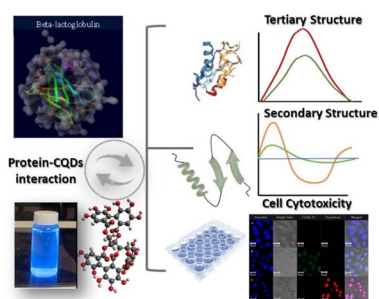 Beta-lactoglobulin
Tertiary Structure
Secondary Structure
Protein-CQDs
interaction
Cell Cytotoxicity